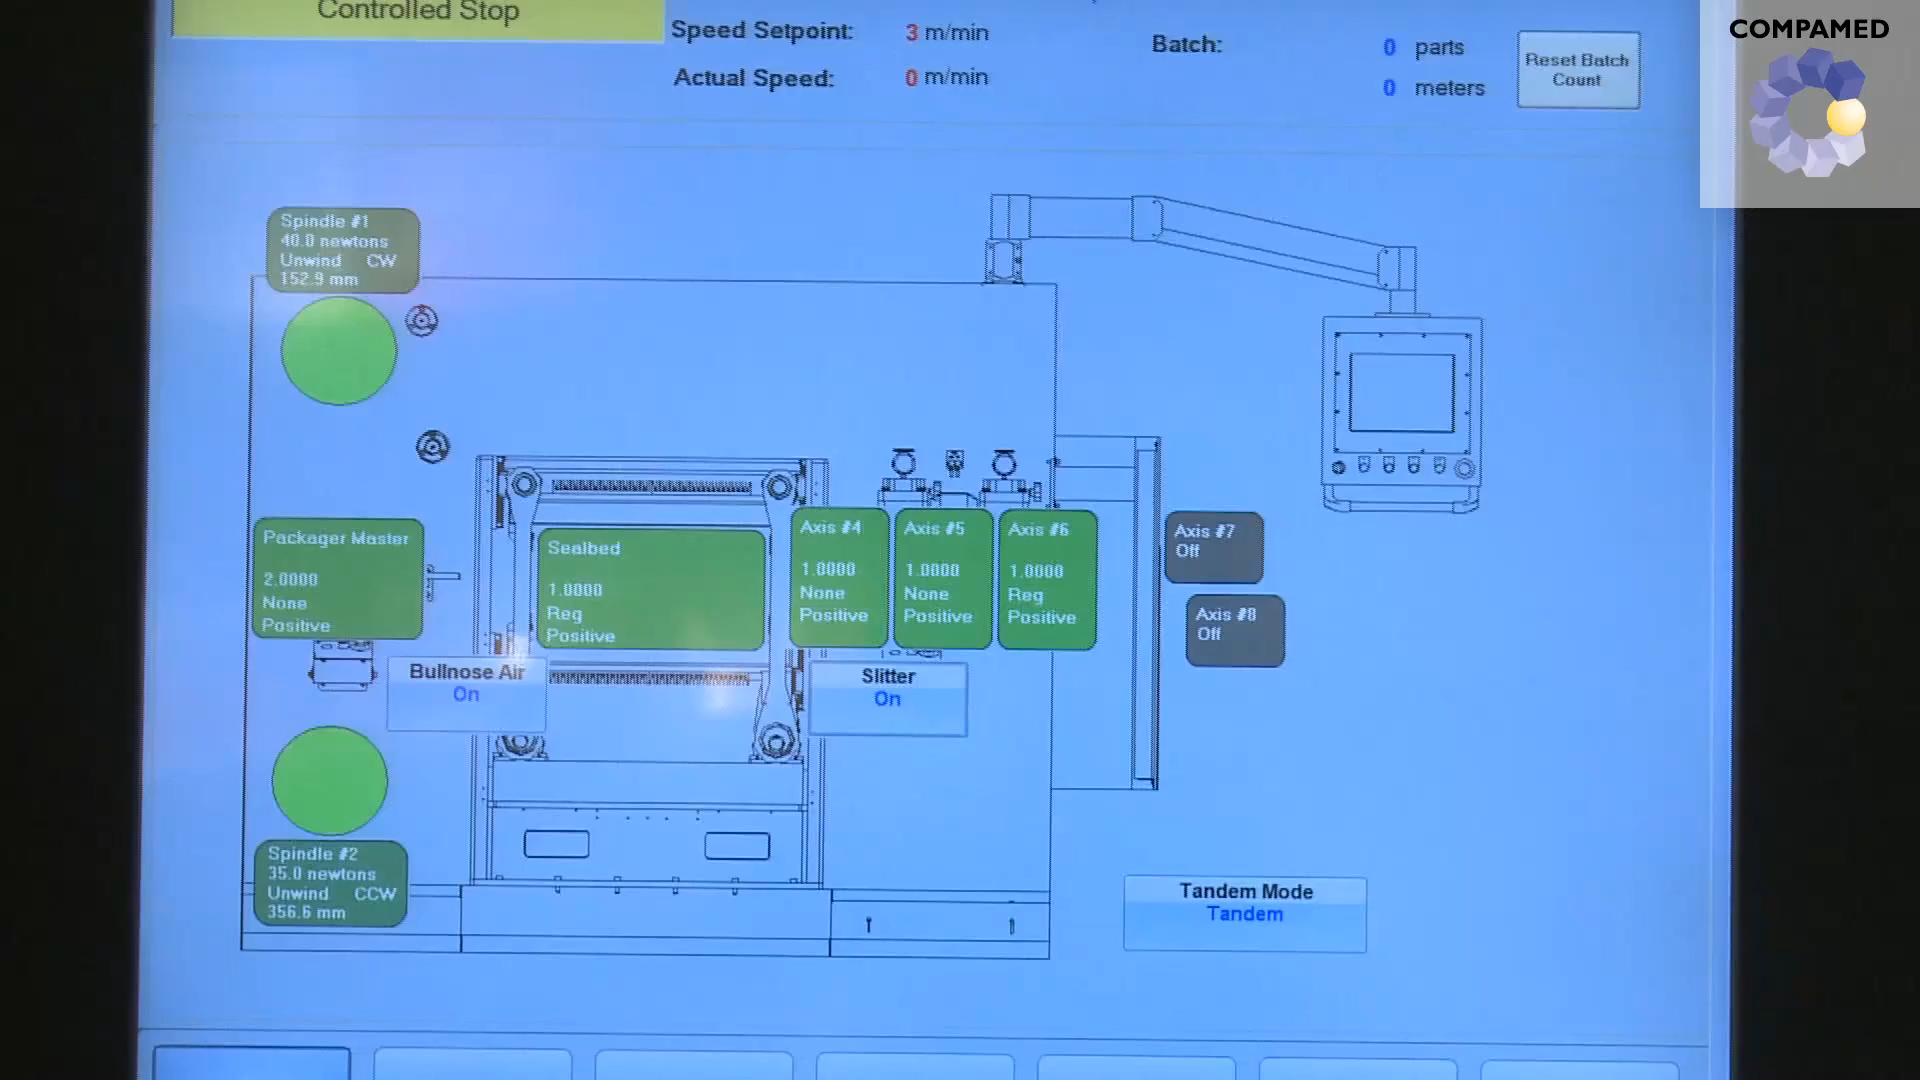 Controlled Stop
Speed Setpoint: 3 m/min
Actual Speed: 0 m/min
Batch: 0 parts
0 meters
Reset Batch
Count
COMPAMED
Spindle #1
40.0 newtons
Unwind CW
152.9 mm
Packager Master
2.0000
None
Positive
Sealbed
1.0000
Reg
Positive
Axis #4
1.0000
None
Positive
Axis #5
1.0000
None
Positive
Axis #6
1.0000
Reg
Positive
Axis #7
Off
Axis #8
Off
Bullnose Air
On
Slitter
On
Spindle #2
35.0 newtons
Unwind CCW
356.6 mm
Tandem Mode
Tandem